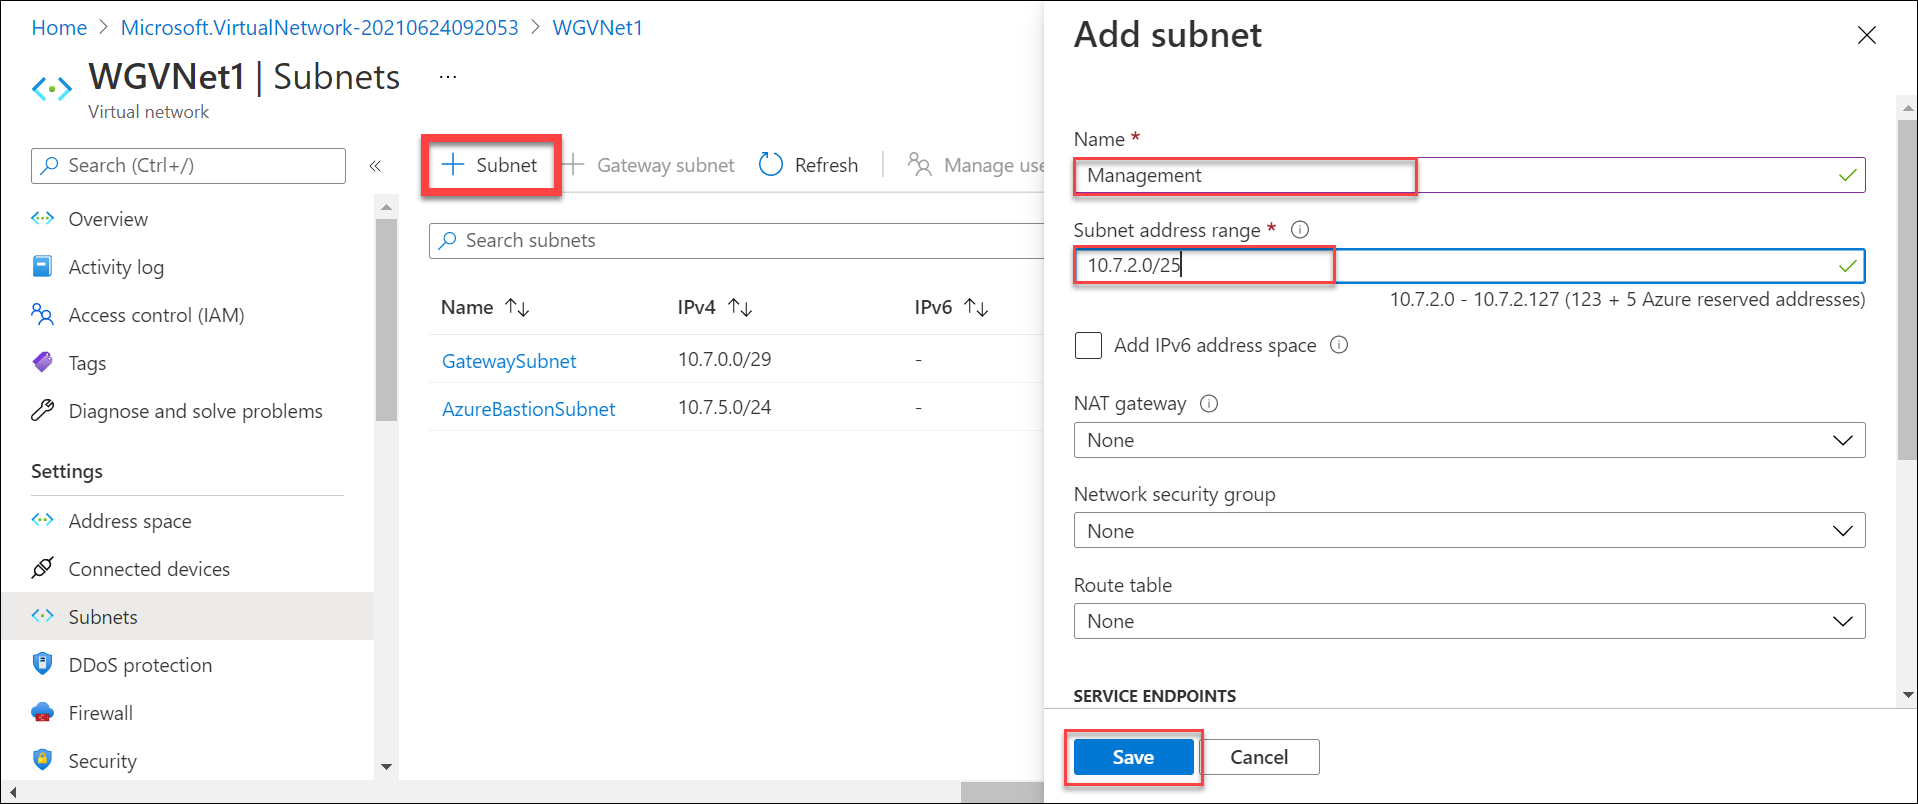 Home > Microsoft.VirtualNetwork-20210624092053 > WGVNet1
WGVNet1 | Subnets ...
Virtual network
Search (Ctrl+/)
«
Overview
Activity log
Access control (IAM)
Tags
Diagnose and solve problems
Settings
Address space
Connected devices
Subnets
DDoS protection
Firewall
Security
+ Subnet + Gateway subnet Refresh Manage use
Search subnets
Name ↑↓ IPv4 ↑↓ IPv6 ↑↓
GatewaySubnet 10.7.0.0/29 -
AzureBastionSubnet 10.7.5.0/24 -
Add subnet
Name *
Management
Subnet address range *
10.7.2.0/25
10.7.2.0 - 10.7.2.127 (123 + 5 Azure reserved addresses)
Add IPv6 address space
NAT gateway
None
Network security group
None
Route table
None
SERVICE ENDPOINTS
Save Cancel